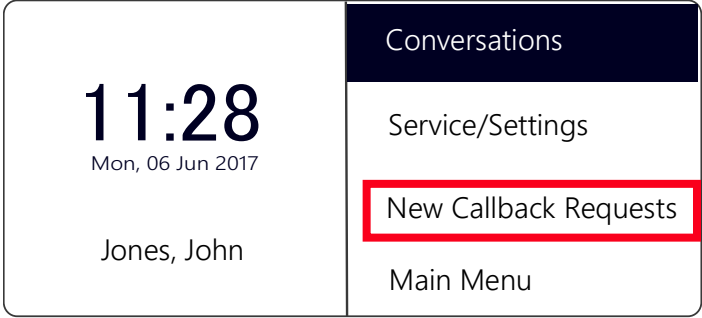 11:28
Mon, 06 Jun 2017
Jones, John
Conversations
Service/Settings
New Callback Requests
Main Menu